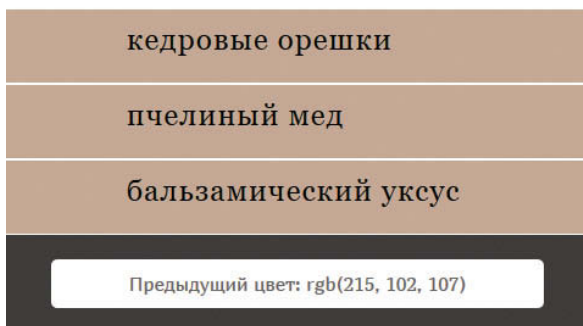 кедровые орешки
пчелиный мед
бальзамический уксус
Предыдущий цвет: rgb(215, 102, 107)